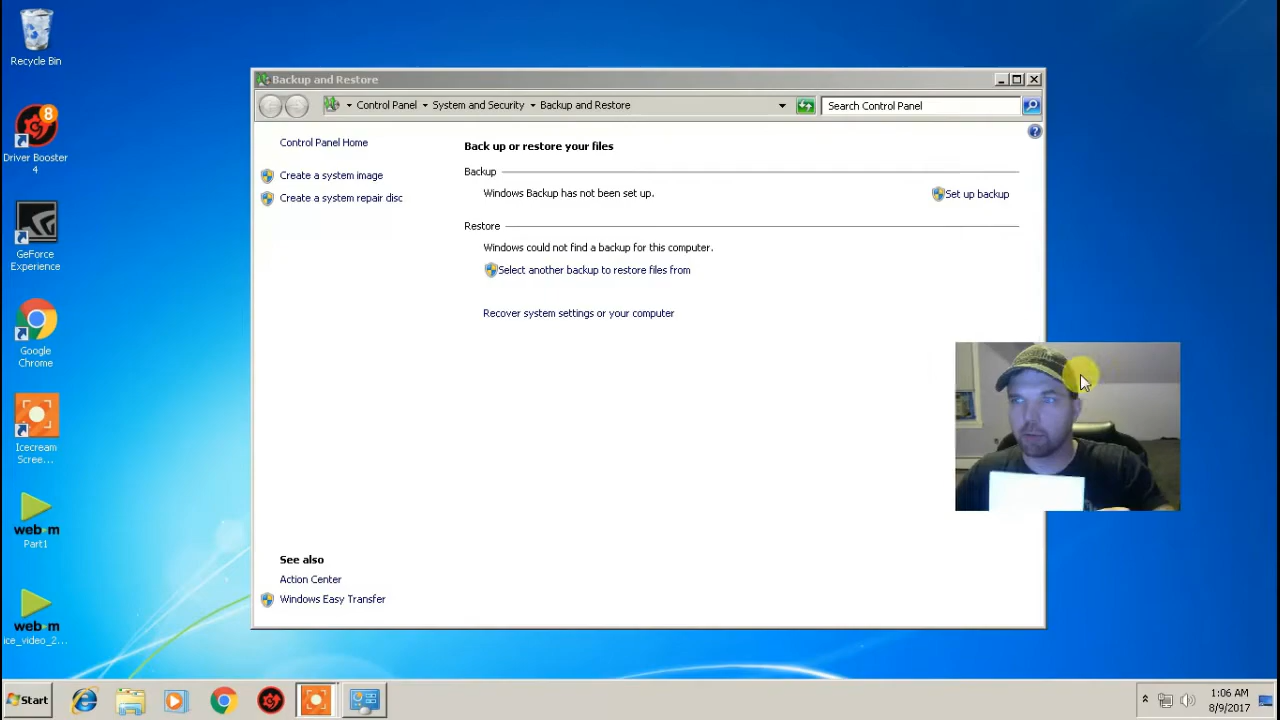 Recycle Bin
8
Driver Booster
4
GeForce
Experience
Google
Chrome
Icecream
Scree...
web-m
Part1
web-m
ice_video_2...
Backup and Restore
Control Panel
System and Security
Backup and Restore
Search Control Panel
Control Panel Home
Create a system image
Create a system repair disc
See also
Action Center
Windows Easy Transfer
Back up or restore your files
Backup
Windows Backup has not been set up.
Set up backup
Restore
Windows could not find a backup for this computer.
Select another backup to restore files from
Recover system settings or your computer
Start
1:06 AM
8/9/2017